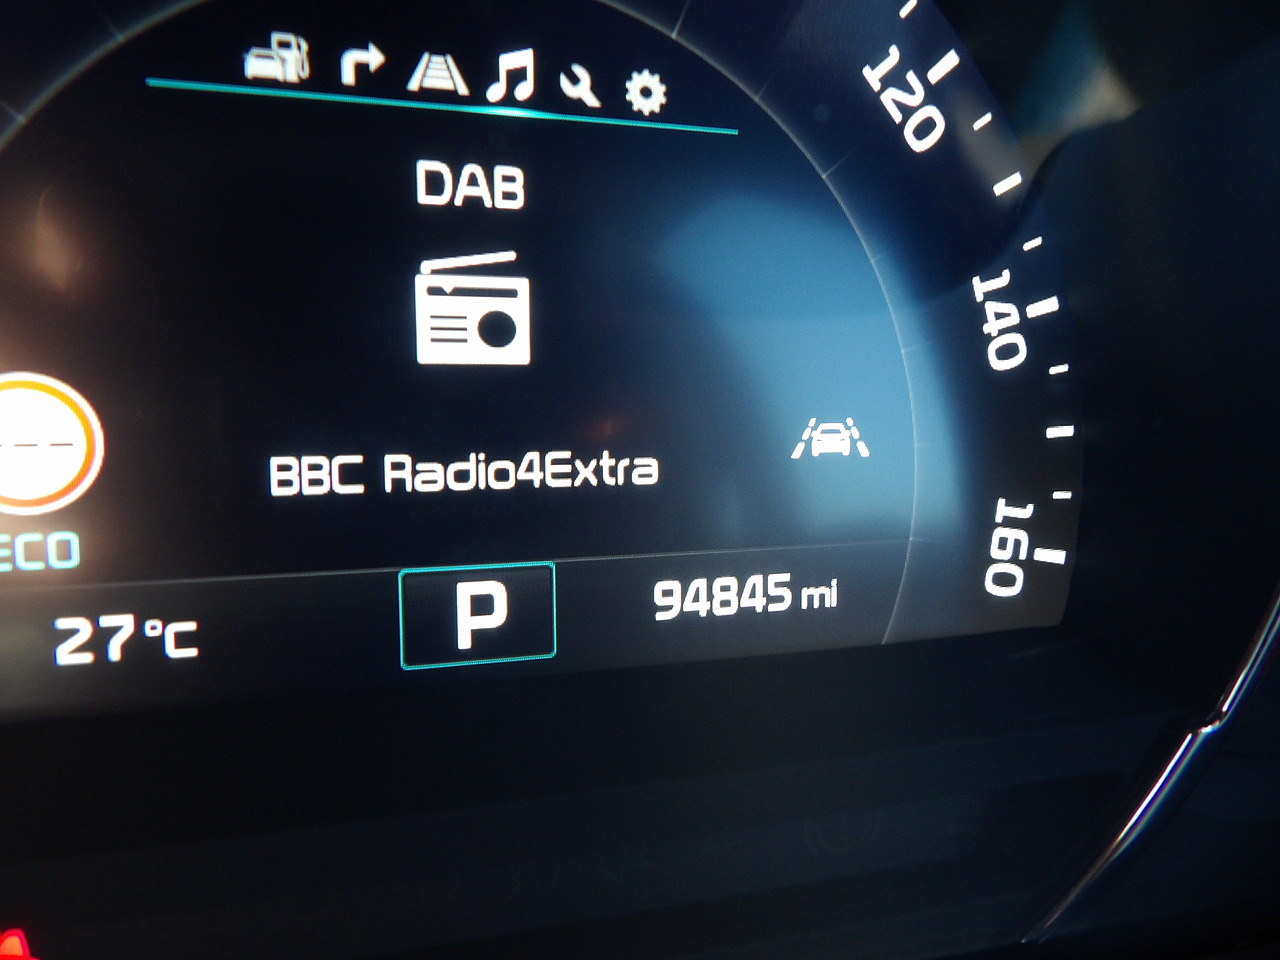 DAB
BBC Radio4Extra
ECO
27°C
P
94845 mi
120
140
160